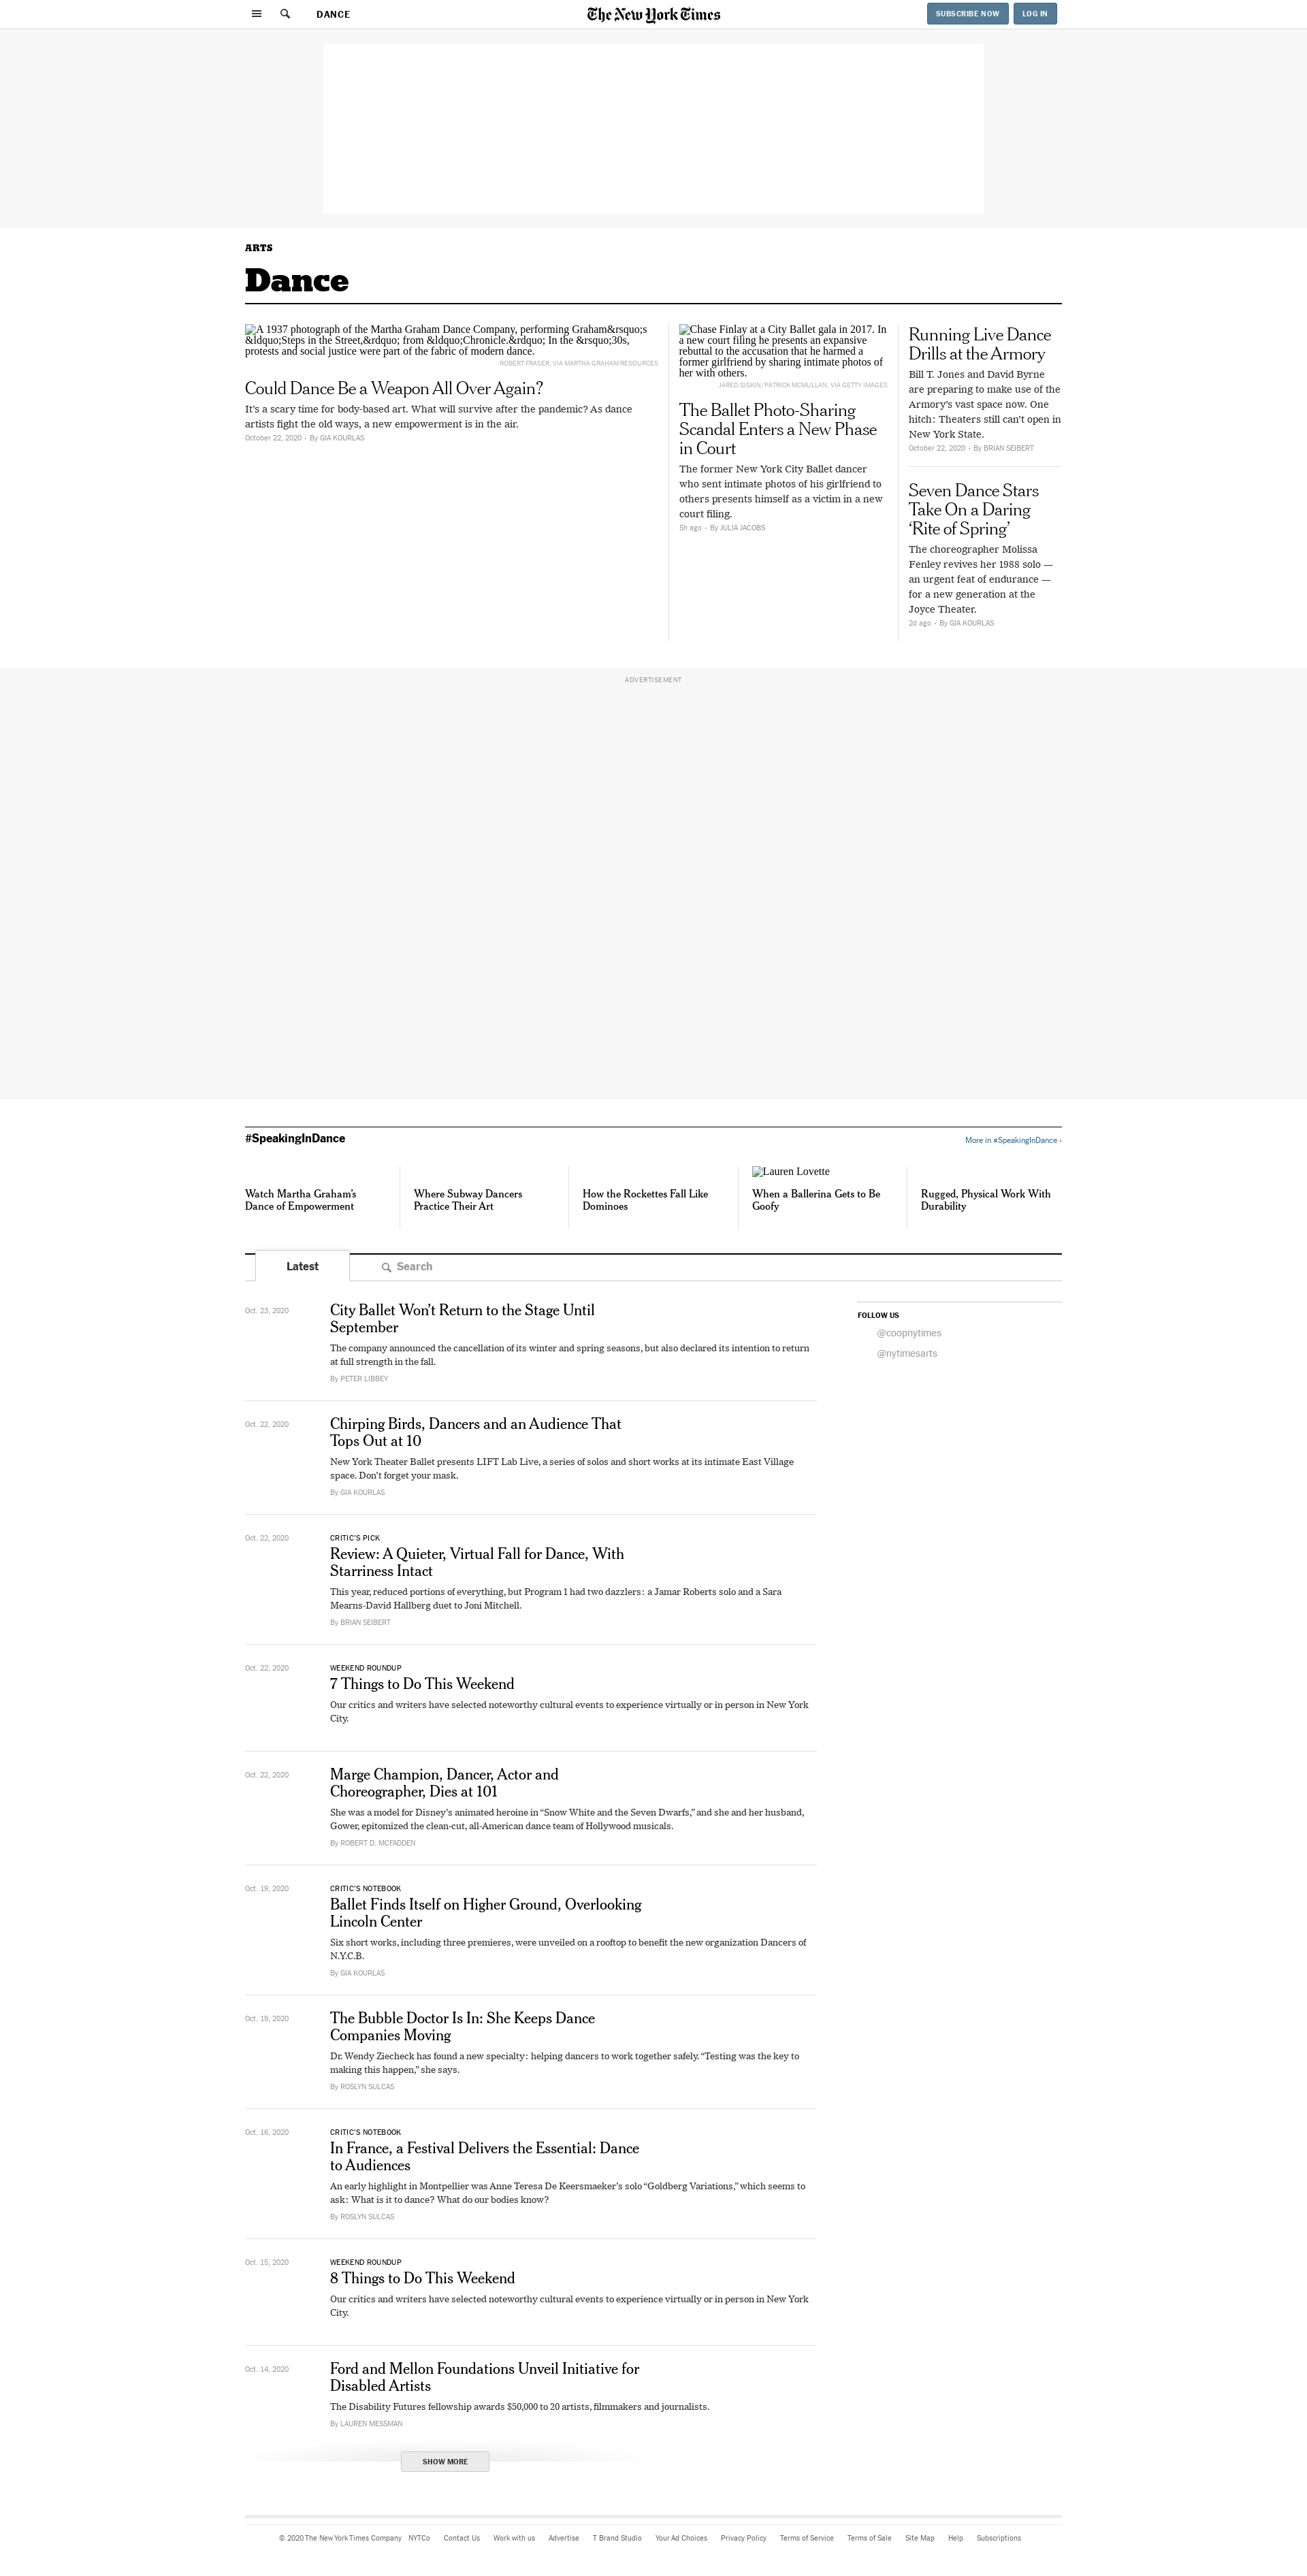 DANCE
The New York Times
SUBSCRIBE NOW
LOG IN
ARTS
Dance
A 1937 photograph of the Martha Graham Dance Company, performing Graham&rsquo;s
&ldquo;Steps in the Street,&rdquo; from &ldquo;Chronicle.&rdquo; In the &rsquo;30s,
protests and social justice were part of the fabric of modern dance.
ROBERT FRASER, VIA MARTHA GRAHAM RESOURCES
Could Dance Be a Weapon All Over Again?
It’s a scary time for body-based art. What will survive after the pandemic? As dance
artists fight the old ways, a new empowerment is in the air.
October 22, 2020 • By GIA KOURLAS
Chase Finlay at a City Ballet gala in 2017. In
a new court filing he presents an expansive
rebuttal to the accusation that he harmed a
former girlfriend by sharing intimate photos of
her with others.
JARED SISKIN/PATRICK MCMULLAN, VIA GETTY IMAGES
The Ballet Photo-Sharing
Scandal Enters a New Phase
in Court
The former New York City Ballet dancer
who sent intimate photos of his girlfriend to
others presents himself as a victim in a new
court filing.
5h ago • By JULIA JACOBS
Running Live Dance
Drills at the Armory
Bill T. Jones and David Byrne
are preparing to make use of the
Armory’s vast space now. One
hitch: Theaters still can’t open in
New York State.
October 22, 2020 • By BRIAN SEIBERT
Seven Dance Stars
Take On a Daring
‘Rite of Spring’
The choreographer Molissa
Fenley revives her 1988 solo —
an urgent feat of endurance —
for a new generation at the
Joyce Theater.
2d ago • By GIA KOURLAS
ADVERTISEMENT
#SpeakingInDance
More in #SpeakingInDance ›
Watch Martha Graham’s
Dance of Empowerment
Where Subway Dancers
Practice Their Art
How the Rockettes Fall Like
Dominoes
Lauren Lovette
When a Ballerina Gets to Be
Goofy
Rugged, Physical Work With
Durability
Latest
Search
Oct. 23, 2020
City Ballet Won’t Return to the Stage Until
September
The company announced the cancellation of its winter and spring seasons, but also declared its intention to return
at full strength in the fall.
By PETER LIBBEY
FOLLOW US
@coopnytimes
@nytimesarts
Oct. 22, 2020
Chirping Birds, Dancers and an Audience That
Tops Out at 10
New York Theater Ballet presents LIFT Lab Live, a series of solos and short works at its intimate East Village
space. Don’t forget your mask.
By GIA KOURLAS
Oct. 22, 2020
CRITIC’S PICK
Review: A Quieter, Virtual Fall for Dance, With
Starriness Intact
This year, reduced portions of everything, but Program 1 had two dazzlers: a Jamar Roberts solo and a Sara
Mearns-David Hallberg duet to Joni Mitchell.
By BRIAN SEIBERT
Oct. 22, 2020
WEEKEND ROUNDUP
7 Things to Do This Weekend
Our critics and writers have selected noteworthy cultural events to experience virtually or in person in New York
City.
Oct. 22, 2020
Marge Champion, Dancer, Actor and
Choreographer, Dies at 101
She was a model for Disney’s animated heroine in “Snow White and the Seven Dwarfs,” and she and her husband,
Gower, epitomized the clean-cut, all-American dance team of Hollywood musicals.
By ROBERT D. MCFADDEN
Oct. 19, 2020
CRITIC’S NOTEBOOK
Ballet Finds Itself on Higher Ground, Overlooking
Lincoln Center
Six short works, including three premieres, were unveiled on a rooftop to benefit the new organization Dancers of
N.Y.C.B.
By GIA KOURLAS
Oct. 19, 2020
The Bubble Doctor Is In: She Keeps Dance
Companies Moving
Dr. Wendy Ziecheck has found a new specialty: helping dancers to work together safely. “Testing was the key to
making this happen,” she says.
By ROSLYN SULCAS
Oct. 16, 2020
CRITIC’S NOTEBOOK
In France, a Festival Delivers the Essential: Dance
to Audiences
An early highlight in Montpellier was Anne Teresa De Keersmaeker’s solo “Goldberg Variations,” which seems to
ask: What is it to dance? What do our bodies know?
By ROSLYN SULCAS
Oct. 15, 2020
WEEKEND ROUNDUP
8 Things to Do This Weekend
Our critics and writers have selected noteworthy cultural events to experience virtually or in person in New York
City.
Oct. 14, 2020
Ford and Mellon Foundations Unveil Initiative for
Disabled Artists
The Disability Futures fellowship awards $50,000 to 20 artists, filmmakers and journalists.
By LAUREN MESSMAN
SHOW MORE
© 2020 The New York Times Company NYTCo Contact Us Work with us Advertise T Brand Studio Your Ad Choices Privacy Policy Terms of Service Terms of Sale Site Map Help Subscriptions